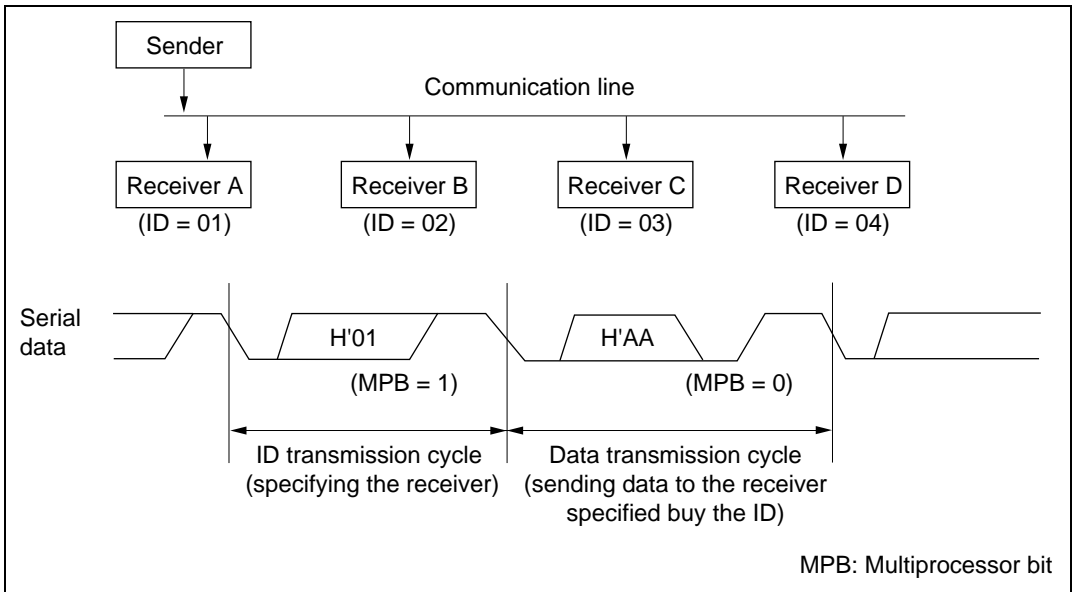 Sender
Communication line
Receiver A Receiver B Receiver C Receiver D
(ID = 01) (ID = 02) (ID = 03) (ID = 04)
Serial
data
H'01 H'AA
(MPB = 1) (MPB = 0)
ID transmission cycle
(specifying the receiver)
Data transmission cycle
(sending data to the receiver
specified buy the ID)
MPB: Multiprocessor bit